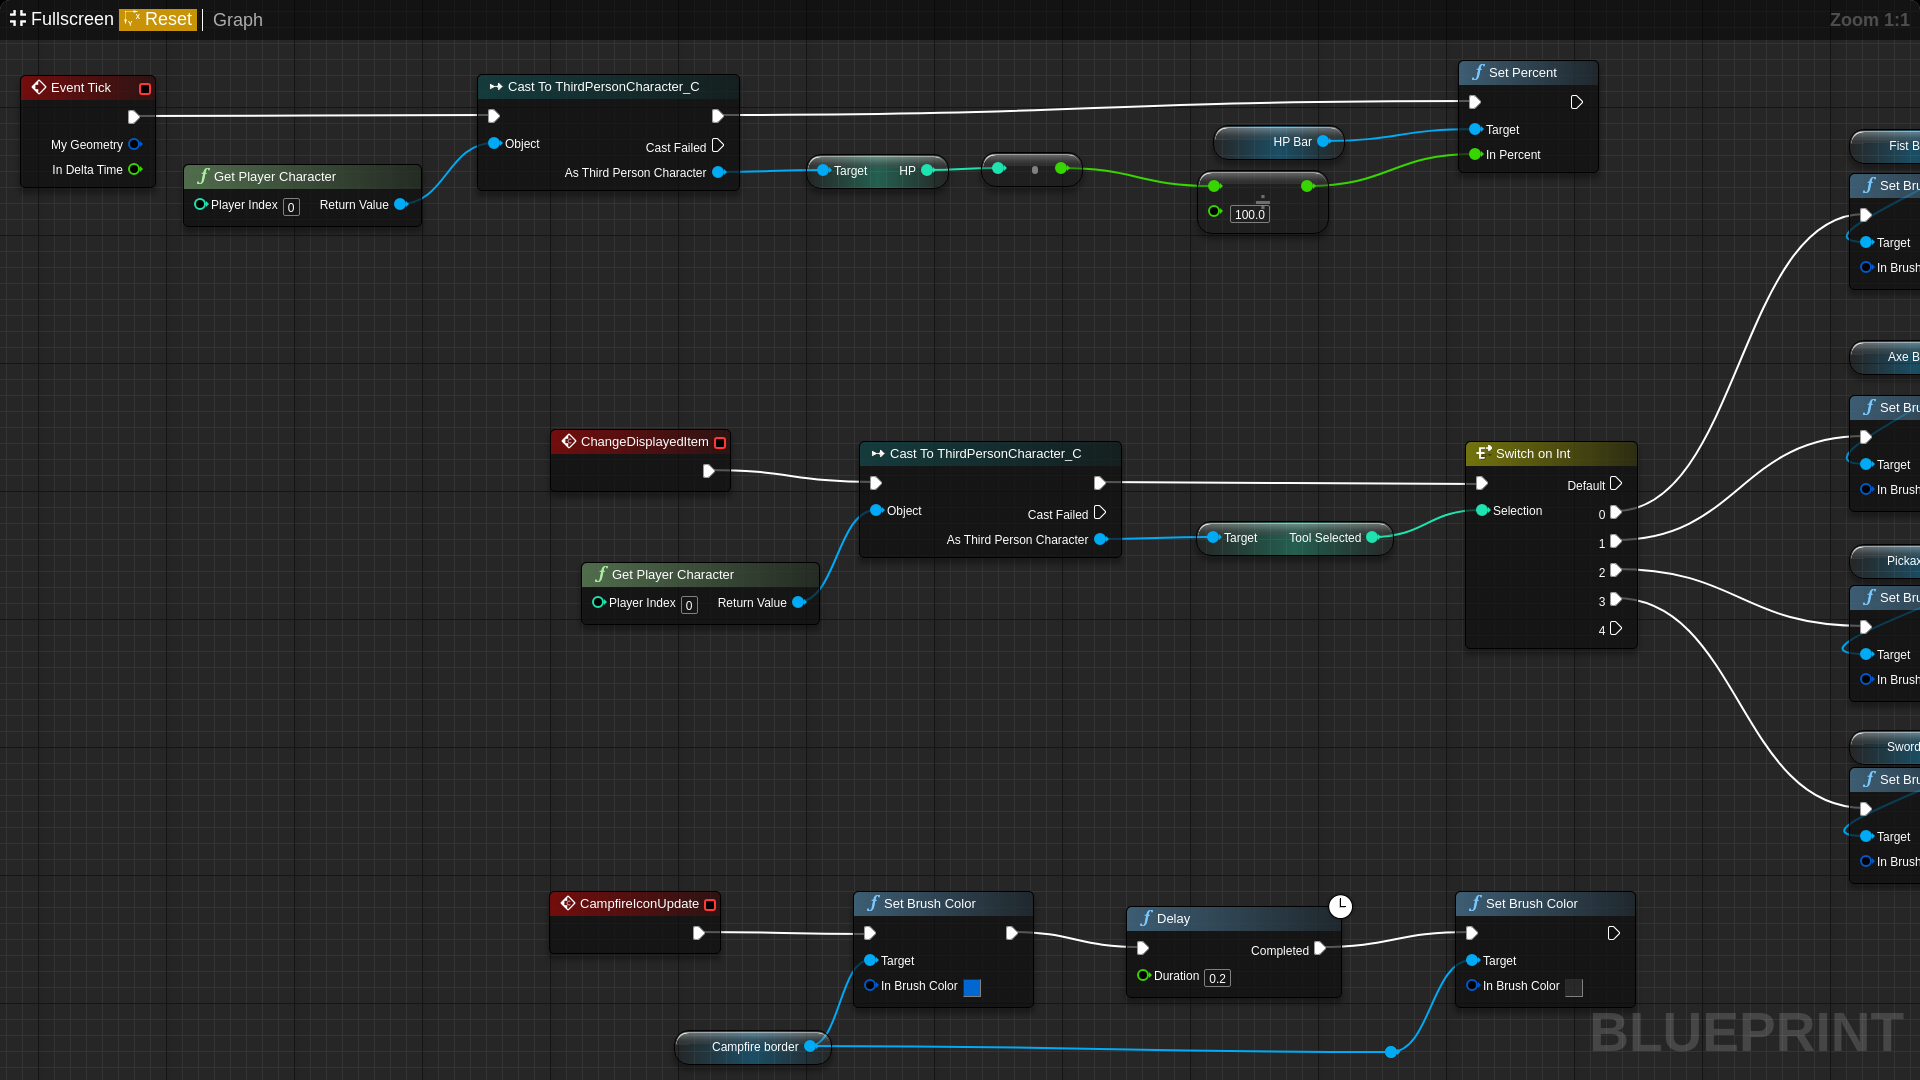 Fullscreen Reset Graph
Zoom 1:1
Event Tick
My Geometry
In Delta Time
Get Player Character
Player Index 0 Return Value
Cast To ThirdPersonCharacter_C
Object
Cast Failed
As Third Person Character
Target HP
HP Bar
100.0
Set Percent
Target
In Percent
Fist B
Set Bru
Target
In Brush
Axe B
Set Bru
Target
In Brush
ChangeDisplayedItem
Get Player Character
Player Index 0 Return Value
Cast To ThirdPersonCharacter_C
Object
Cast Failed
As Third Person Character
Target Tool Selected
Switch on Int
Default
Selection
0
1
2
3
4
Pickax
Set Bru
Target
In Brush
Sword
Set Bru
Target
In Brush
CampfireIconUpdate
Campfire border
Set Brush Color
Target
In Brush Color
Delay
Completed
Duration 0.2
Set Brush Color
Target
In Brush Color
BLUEPRINT